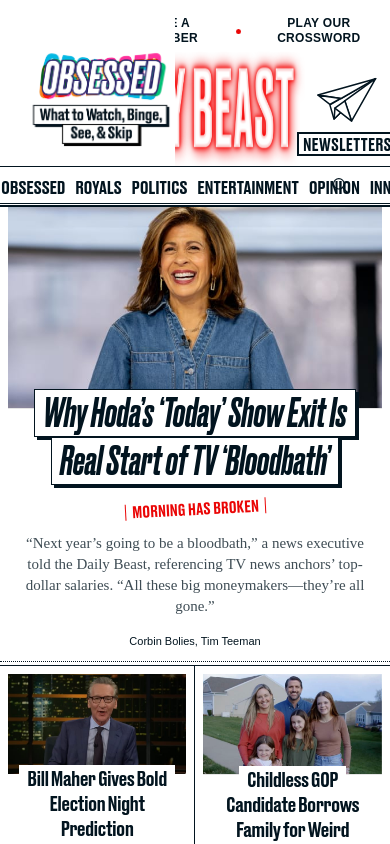 E A
BER
PLAY OUR
CROSSWORD
OBSESSED
What to Watch, Binge,
See, & Skip
Y BEAST
NEWSLETTERS
OBSESSED ROYALS POLITICS ENTERTAINMENT OPINION INN
Why Hoda’s ‘Today’ Show Exit Is
Real Start of TV ‘Bloodbath’
MORNING HAS BROKEN
“Next year’s going to be a bloodbath,” a news executive
told the Daily Beast, referencing TV news anchors’ top-
dollar salaries. “All these big moneymakers—they’re all
gone.”
Corbin Bolies, Tim Teeman
Bill Maher Gives Bold
Election Night
Prediction
Childless GOP
Candidate Borrows
Family for Weird